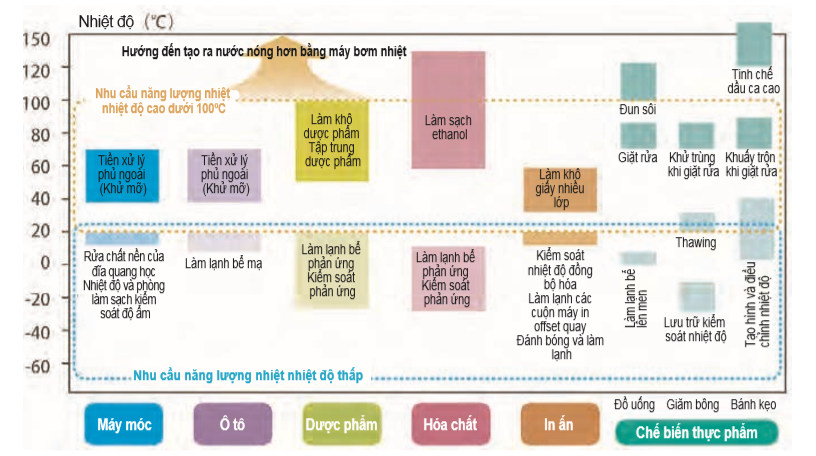 Nhiệt độ (℃)
150
120
100
80
60
40
20
0
-20
-40
-60
Hướng đến tạo ra nước nóng hơn bằng máy bơm nhiệt
Nhu cầu năng lượng nhiệt
nhiệt độ cao dưới 100ºC
Tiền xử lý
phủ ngoài
(Khử mỡ)
Tiền xử lý
phủ ngoài
(Khử mỡ)
Làm khô
dược phẩm
Tập trung
dược phẩm
Làm sạch
ethanol
Làm khô
giấy nhiều
lớp
Đun sôi
Giặt rửa
Khử trùng
khi giặt rửa
Tinh chế
dầu ca cao
Khuấy trộn
khi giặt rửa
Rửa chất nền của
đĩa quang học
Nhiệt độ và phòng
làm sạch kiểm
soát độ ẩm
Làm lạnh bể mạ
Làm lạnh bể
phản ứng
Kiểm soát
phản ứng
Làm lạnh bể
phản ứng
Kiểm soát
phản ứng
Kiểm soát
nhiệt độ đồng
bộ hóa
Làm lạnh các
cuộn máy in
offset quay
Đánh bóng và làm
lạnh
Làm lạnh bể
lên men
Thawing
Lưu trữ kiểm
soát nhiệt độ
Tạo hình và điều
chỉnh nhiệt độ
Nhu cầu năng lượng nhiệt nhiệt độ thấp
Máy móc
Ô tô
Dược phẩm
Hóa chất
In ấn
Đồ uống
Giăm bông
Bánh kẹo
Chế biến thực phẩm